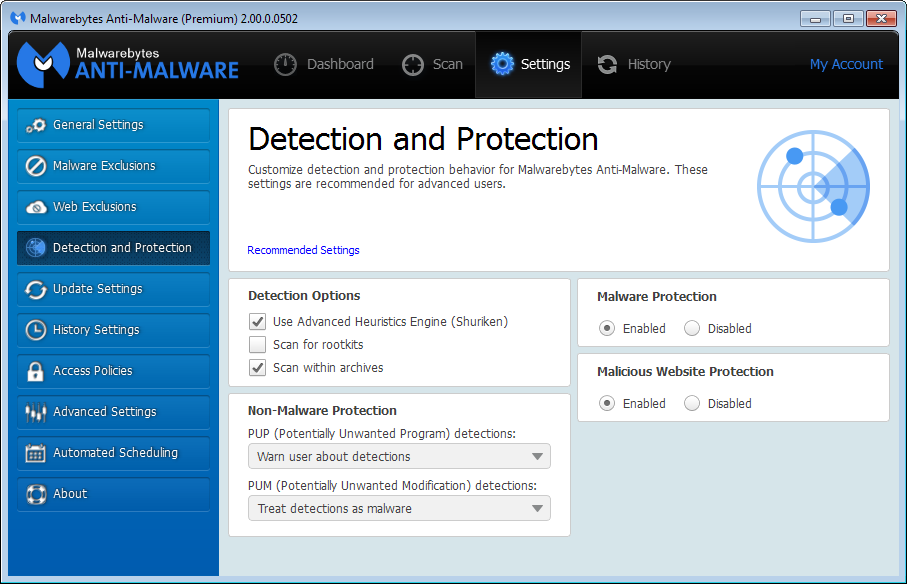 Malwarebytes Anti-Malware (Premium) 2.00.0.0502
Malwarebytes
ANTI-MALWARE
Dashboard
Scan
Settings
History
My Account
General Settings
Malware Exclusions
Web Exclusions
Detection and Protection
Update Settings
History Settings
Access Policies
Advanced Settings
Automated Scheduling
About
Detection and Protection
Customize detection and protection behavior for Malwarebytes Anti-Malware. These
settings are recommended for advanced users.
Recommended Settings
Detection Options
Use Advanced Heuristics Engine (Shuriken)
Scan for rootkits
Scan within archives
Non-Malware Protection
PUP (Potentially Unwanted Program) detections:
Warn user about detections
PUM (Potentially Unwanted Modification) detections:
Treat detections as malware
Malware Protection
Enabled Disabled
Malicious Website Protection
Enabled Disabled